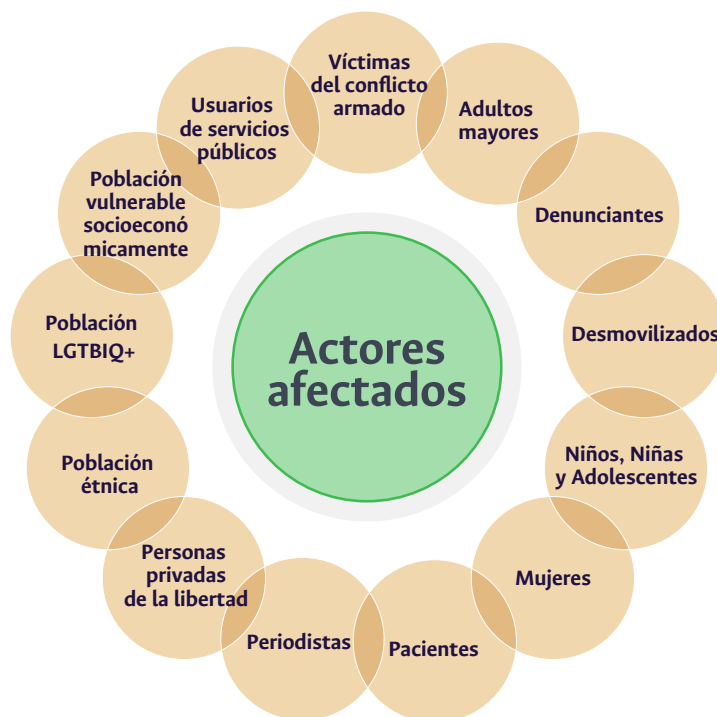 Víctimas
del conflicto
armado
Adultos
mayores
Denunciantes
Desmovilizados
Niños, Niñas
y Adolescentes
Mujeres
Pacientes
Periodistas
Personas
privadas
de la libertad
Población
étnica
Población
LGTBIQ+
Población
vulnerable
socioeconó
micamente
Usuarios
de servicios
públicos
Actores
afectados